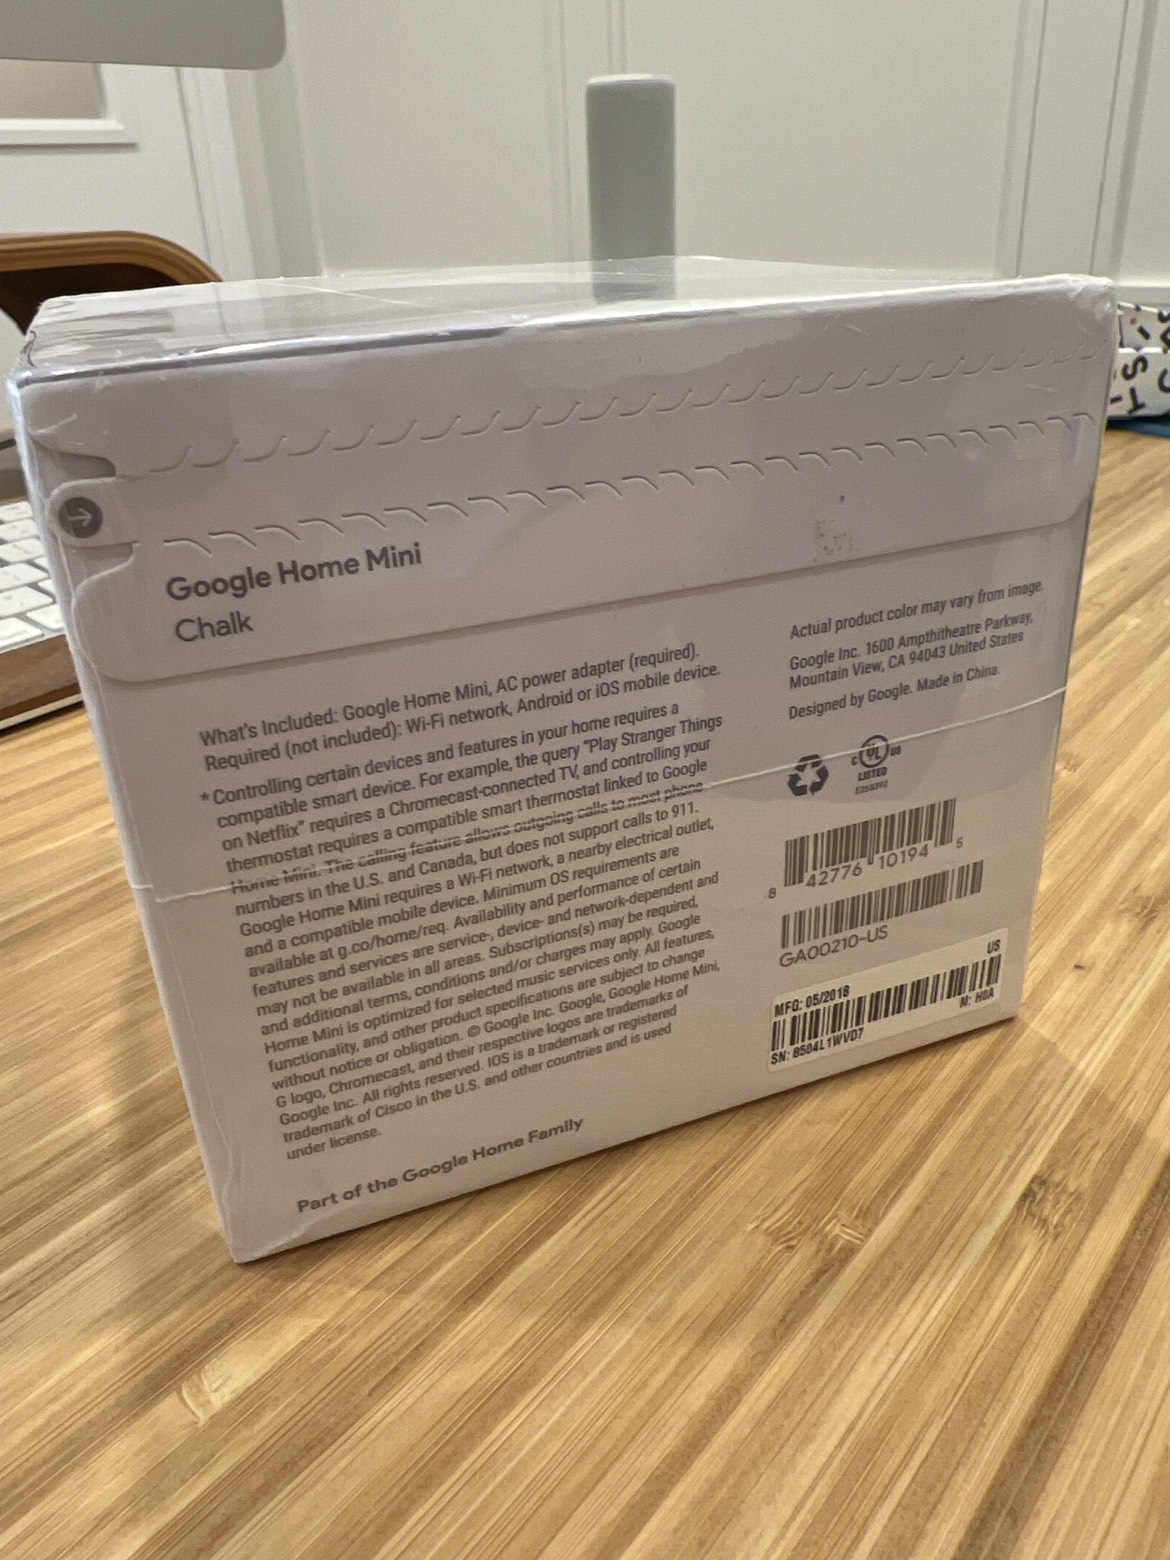 Google Home Mini
Chalk
What's Included: Google Home Mini, AC power adapter (required).
Required (not included): Wi-Fi network, Android or iOS mobile device.
* Controlling certain devices and features in your home requires a
compatible smart device. For example, the query "Play Stranger Things
on Netflix" requires a Chromecast-connected TV, and controlling your
thermostat requires a compatible smart thermostat linked to Google
Home Mini. The calling feature allows outgoing calls to most phone
numbers in the U.S. and Canada, but does not support calls to 911.
Google Home Mini requires a Wi-Fi network, a nearby electrical outlet,
and a compatible mobile device. Minimum OS requirements are
available at g.co/home/req. Availability and performance of certain
features and services are service-, device- and network-dependent and
may not be available in all areas. Subscriptions(s) may be required,
and additional terms, conditions and/or charges may apply. Google
Home Mini is optimized for selected music services only. All features,
functionality, and other product specifications are subject to change
without notice or obligation. © Google Inc. Google, Google Home Mini,
G logo, Chromecast, and their respective logos are trademarks of
Google Inc. All rights reserved. IOS is a trademark or registered
trademark of Cisco in the U.S. and other countries and is used
under license.
Part of the Google Home Family
Actual product color may vary from image.
Google Inc. 1600 Ampthitheatre Parkway,
Mountain View, CA 94043 United States
Designed by Google. Made in China.
C UL US
LISTED
E258392
8 42776 10194 5
GA00210-US
US
MFG: 05/2018
M: H0A
SN: 8504L1WVD7